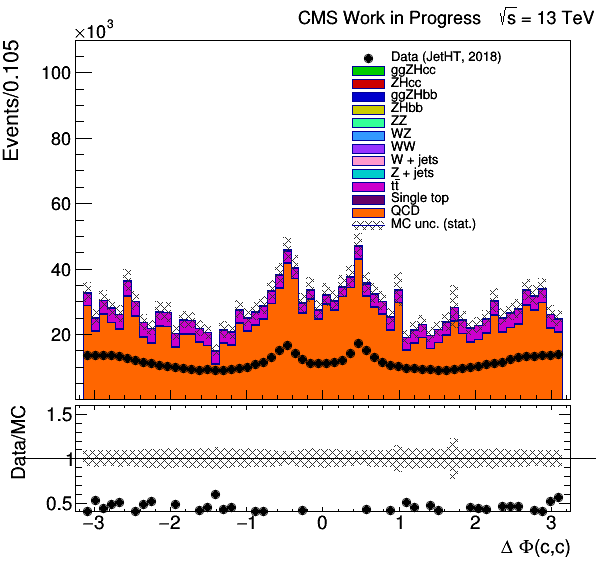 CMS Work in Progress √s = 13 TeV
×10³
Events/0.105
100
80
60
40
20
Data (JetHT, 2018)
ggZHcc
ZHcc
ggZHbb
ZHbb
ZZ
WZ
WW
W + jets
Z + jets
tt̄
Single top
QCD
MC unc. (stat.)
Data/MC
1.5
1
0.5
−3 −2 −1 0 1 2 3
Δ Φ(c,c)